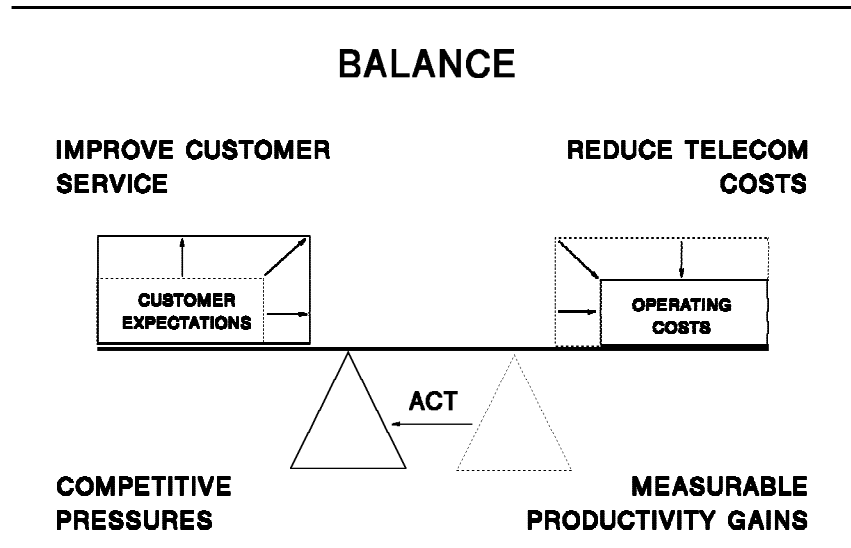 BALANCE
IMPROVE CUSTOMER
SERVICE
REDUCE TELECOM
COSTS
CUSTOMER
EXPECTATIONS
OPERATING
COSTS
ACT
COMPETITIVE
PRESSURES
MEASURABLE
PRODUCTIVITY GAINS